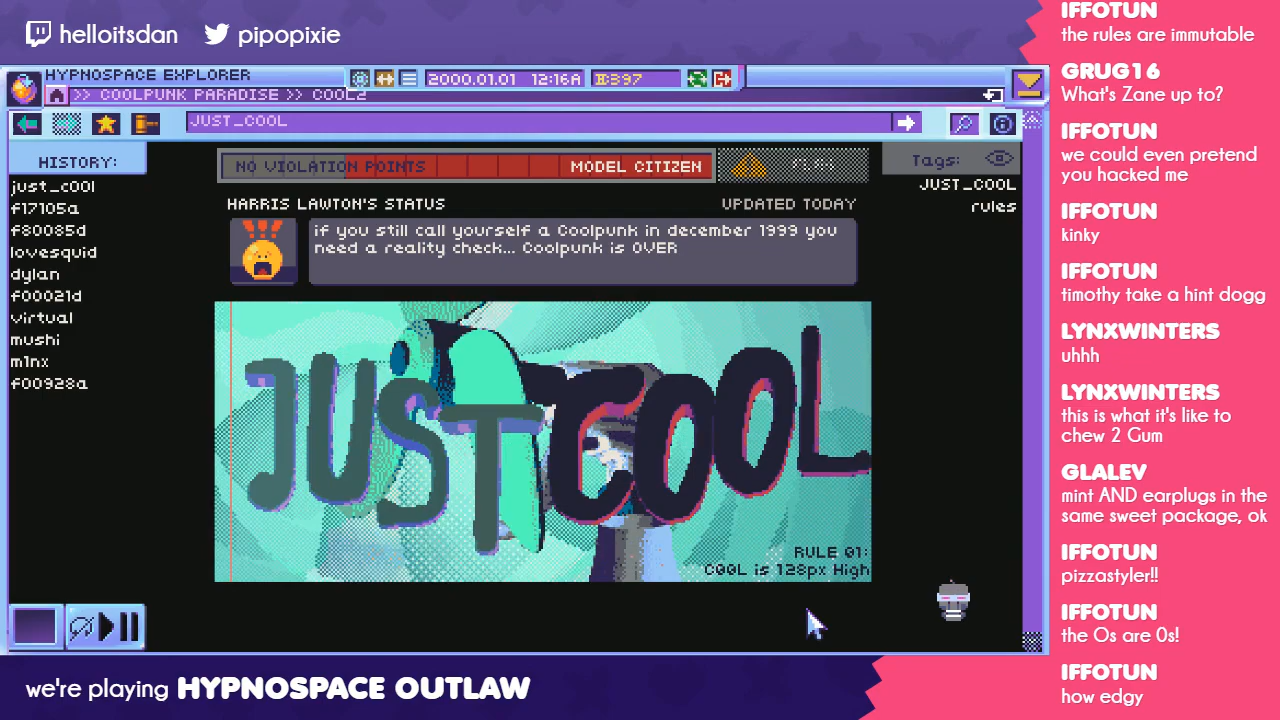 helloitsdan pipopixie
HYPNOSPACE EXPLORER
2000.01.01 12:16A
397
>> COOLPUNK PARADISE >> COOL2
JUST_COOL
HISTORY:
just_c00l
f17105a
f80085d
lovesquid
dylan
f00021d
virtual
mushi
m1nx
f00928a
NO VIOLATION POINTS
MODEL CITIZEN
HARRIS LAWTON'S STATUS
UPDATED TODAY
if you still call yourself a Coolpunk in december 1999 you
need a reality check... Coolpunk is OVER
JUST C00L
RULE 01:
C00L is 128px High
Tags:
JUST_COOL
rules
IFFOTUN
the rules are immutable
GRUG16
What's Zane up to?
IFFOTUN
we could even pretend
you hacked me
IFFOTUN
kinky
IFFOTUN
timothy take a hint dogg
LYNXWINTERS
uhhh
LYNXWINTERS
this is what it's like to
chew 2 Gum
GLALEV
mint AND earplugs in the
same sweet package, ok
IFFOTUN
pizzastyler!!
IFFOTUN
the Os are 0s!
IFFOTUN
how edgy
we're playing HYPNOSPACE OUTLAW